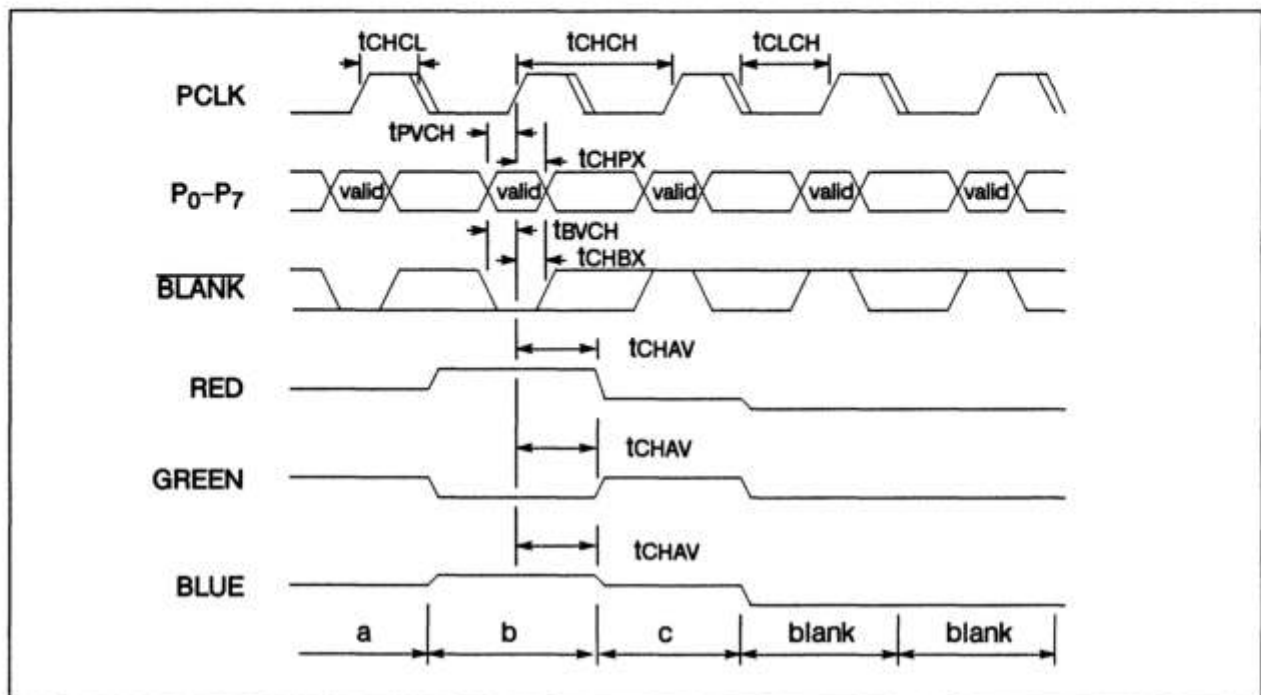 tCHCL tCHCH tCLCH
PCLK
tPVCH
tCHPX
P0–P7 valid valid valid valid valid
tBVCH
tCHBX
BLANK
tCHAV
RED
tCHAV
GREEN
tCHAV
BLUE
a b c blank blank